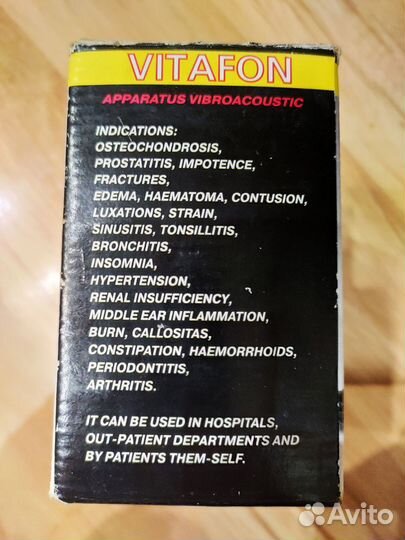 VITAFON
APPARATUS VIBROACOUSTIC
INDICATIONS:
OSTEOCHONDROSIS,
PROSTATITIS, IMPOTENCE,
FRACTURES,
EDEMA, HAEMATOMA, CONTUSION,
LUXATIONS, STRAIN,
SINUSITIS, TONSILLITIS,
BRONCHITIS,
INSOMNIA,
HYPERTENSION,
RENAL INSUFFICIENCY,
MIDDLE EAR INFLAMMATION,
BURN, CALLOSITAS,
CONSTIPATION, HAEMORRHOIDS,
PERIODONTITIS,
ARTHRITIS.
IT CAN BE USED IN HOSPITALS,
OUT-PATIENT DEPARTMENTS AND
BY PATIENTS THEM-SELF.
Avito